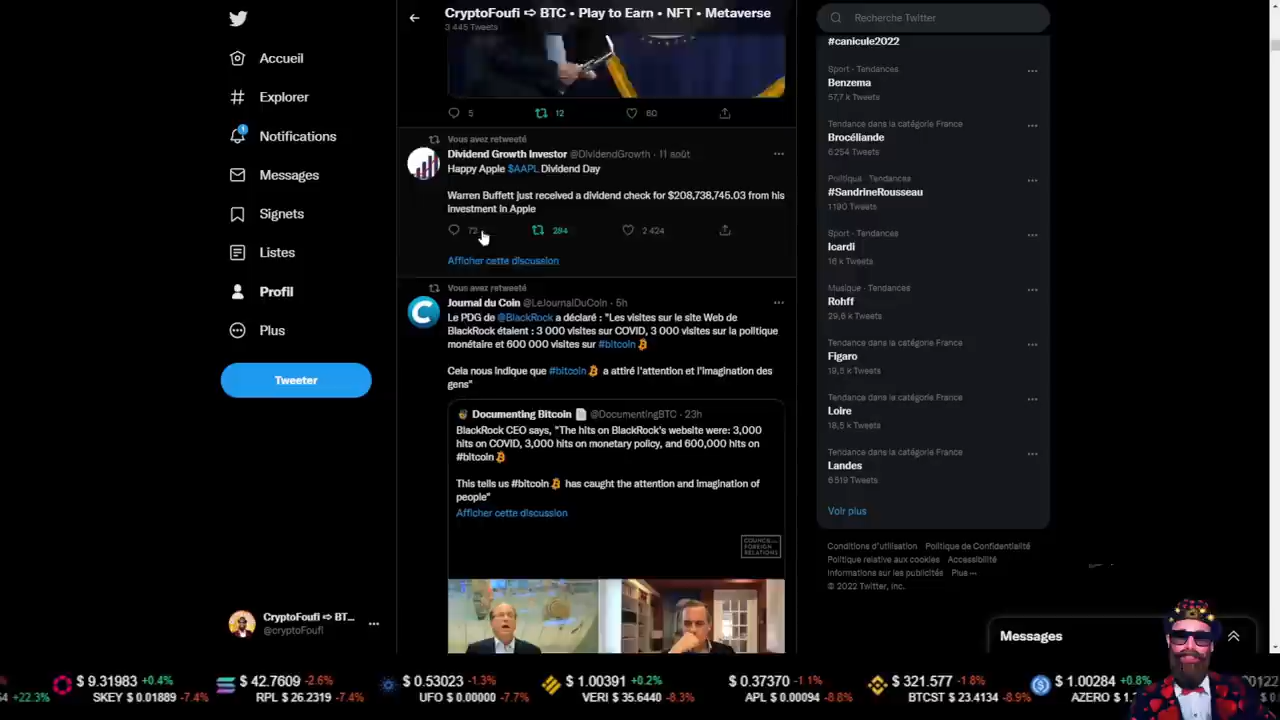 CryptoFoufi ➪ BTC • Play to Earn • NFT • Metaverse
3 445 Tweets
Accueil
Explorer
1
Notifications
Messages
Signets
Listes
Profil
Plus
Tweeter
CryptoFoufi ➪ BT...
@cryptoFoufi
5 12 60
Vous avez retweeté
Dividend Growth Investor @DividendGrowth · 11 août
Happy Apple $AAPL Dividend Day
Warren Buffett just received a dividend check for $208,738,745.03 from his
investment in Apple
73 284 2 424
Afficher cette discussion
Vous avez retweeté
Journal du Coin @LeJournalDuCoin · 5h
Le PDG de @BlackRock a déclaré : "Les visites sur le site Web de
BlackRock étaient : 3 000 visites sur COVID, 3 000 visites sur la politique
monétaire et 600 000 visites sur #bitcoin
Cela nous indique que #bitcoin a attiré l'attention et l'imagination des
gens"
Documenting Bitcoin @DocumentingBTC · 23h
BlackRock CEO says, "The hits on BlackRock's website were: 3,000
hits on COVID, 3,000 hits on monetary policy, and 600,000 hits on
#bitcoin
This tells us #bitcoin has caught the attention and imagination of
people"
Afficher cette discussion
COUNCIL on
FOREIGN
RELATIONS
Recherche Twitter
#canicule2022
Sport · Tendances
Benzema
57,7 k Tweets
Tendance dans la catégorie France
Brocéliande
6 254 Tweets
Politique · Tendances
#SandrineRousseau
1 190 Tweets
Sport · Tendances
Icardi
16 k Tweets
Musique · Tendances
Rohff
29,6 k Tweets
Tendance dans la catégorie France
Figaro
19,5 k Tweets
Tendance dans la catégorie France
Loire
18,5 k Tweets
Tendance dans la catégorie France
Landes
6 519 Tweets
Voir plus
Conditions d'utilisation Politique de Confidentialité
Politique relative aux cookies Accessibilité
Informations sur les publicités Plus ···
© 2022 Twitter, Inc.
Messages
$ 9.31983 +0.4% $ 42.7609 -2.6% $ 0.53023 -1.3% $ 1.00391 +0.2% $ 0.37370 -1.1% $ 321.577 -1.8% $ 1.00284 +0.8%
+22.3% SKEY $ 0.01889 -7.4% RPL $ 26.2319 -7.4% UFO $ 0.00000 -7.7% VERI $ 35.6440 -8.3% APL $ 0.00094 -8.8% BTCST $ 23.4134 -8.9% AZERO $ 1.